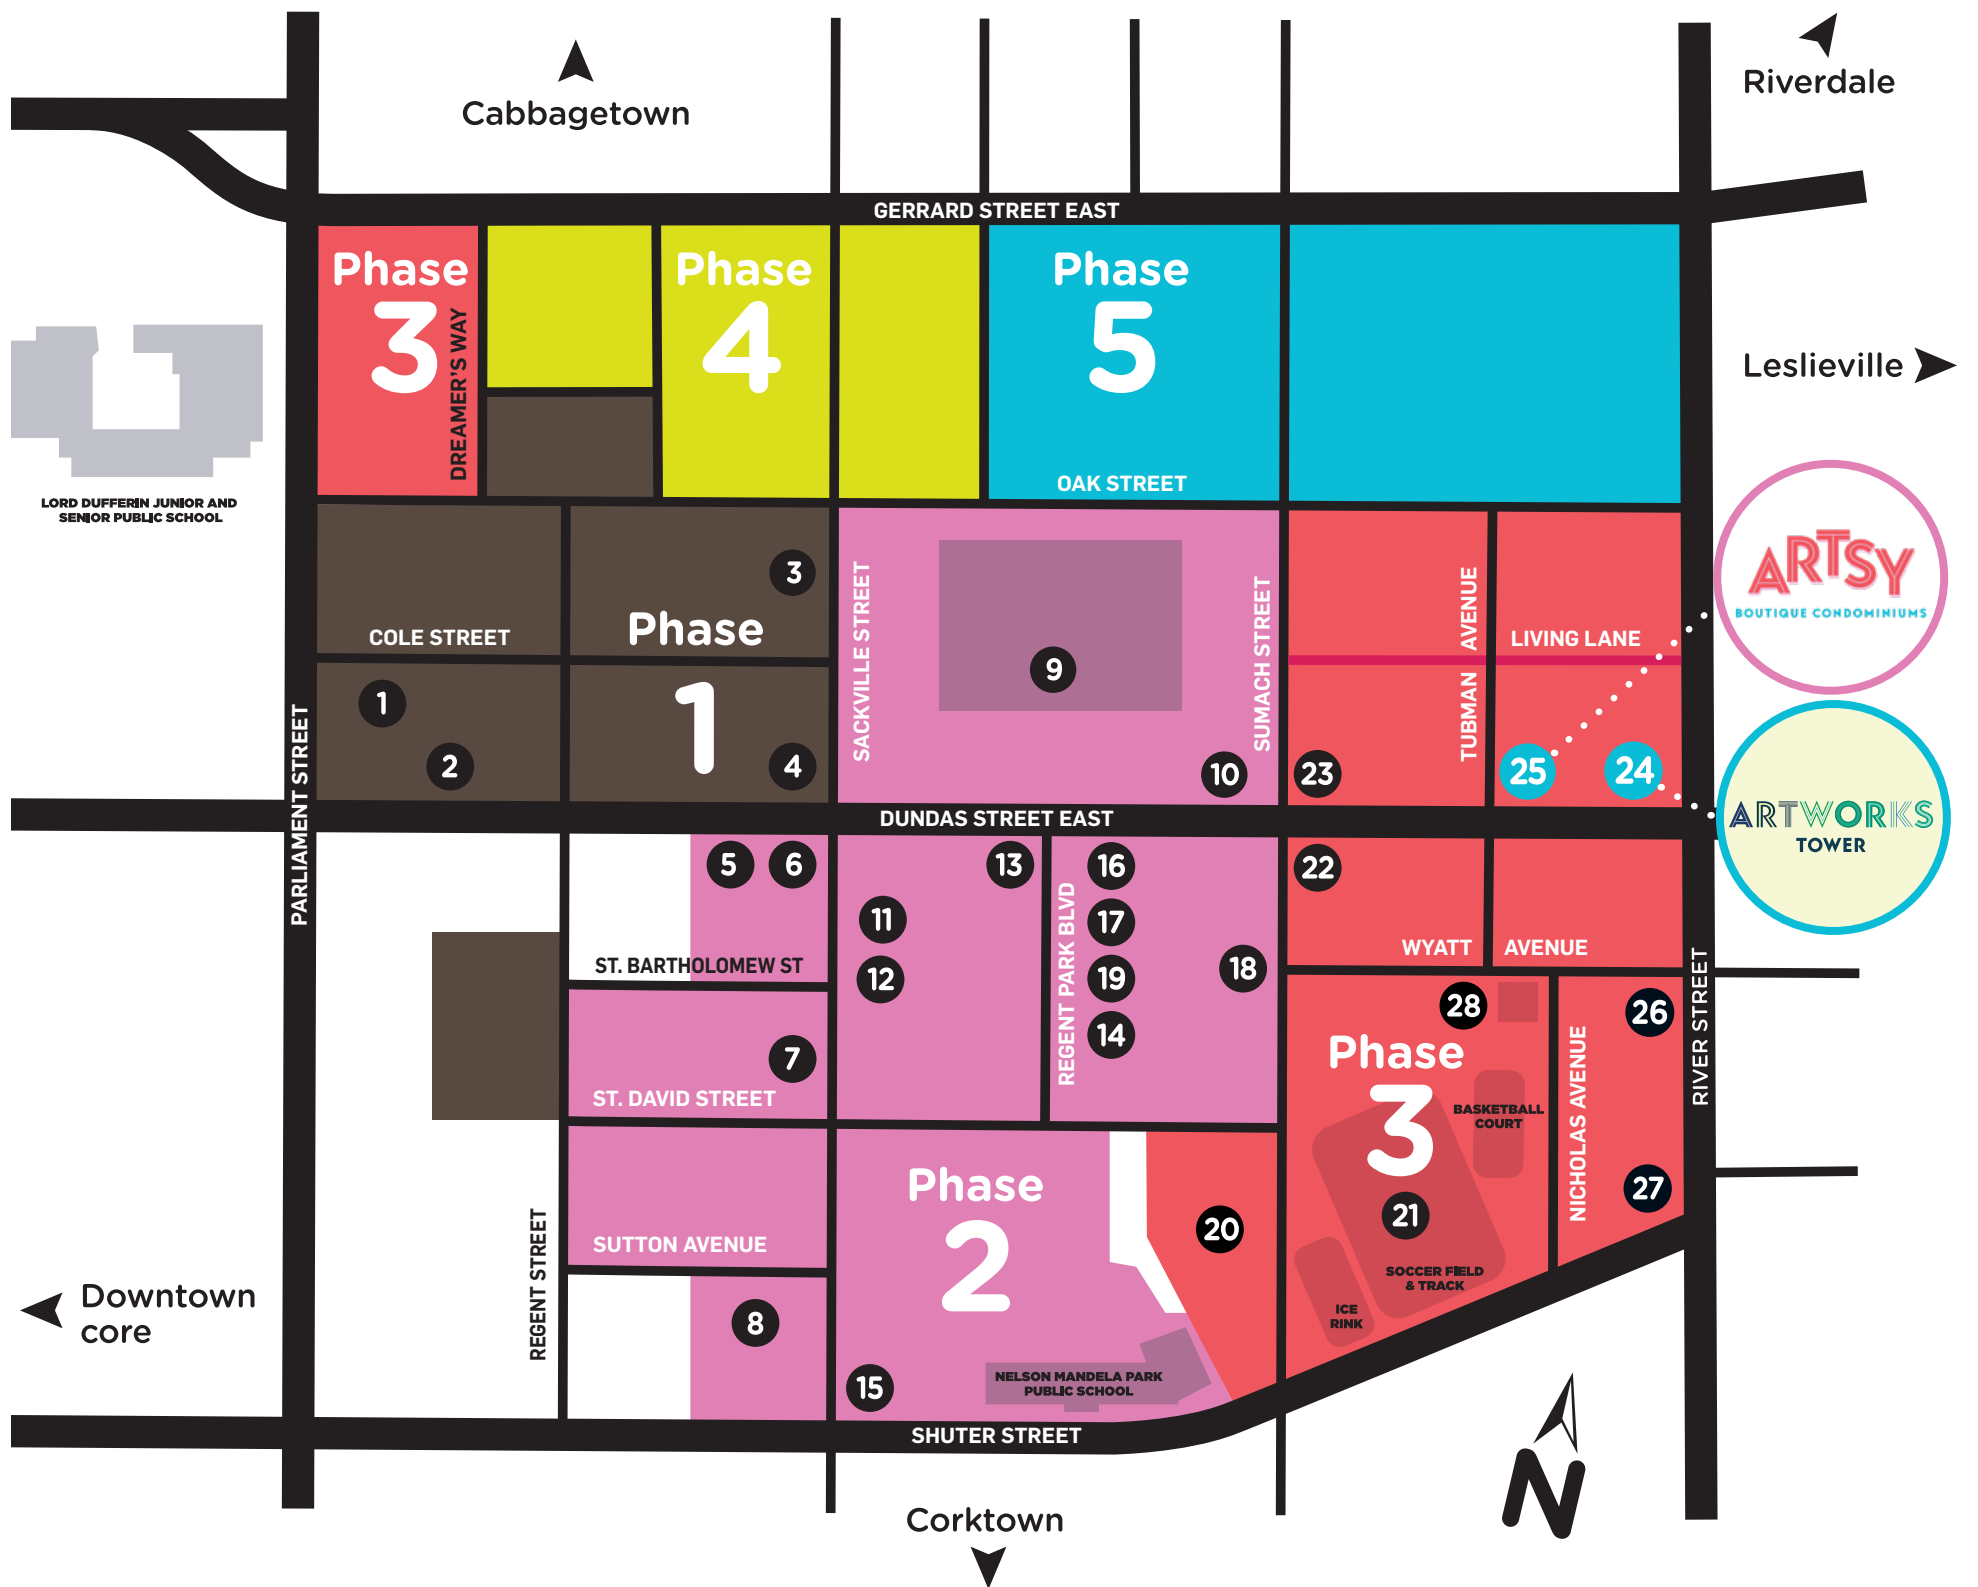 Riverdale
Cabbagetown
GERRARD STREET EAST
Phase
3
DREAMER'S WAY
Phase
4
Phase
5
Leslieville
OAK STREET
LORD DUFFERIN JUNIOR AND
SENIOR PUBLIC SCHOOL
ARTSY
BOUTIQUE CONDOMINIUMS
3
Phase
1
COLE STREET
1
2
4
SACKVILLE STREET
9
SUMACH STREET
10
TUBMAN AVENUE
LIVING LANE
23
25
24
ARTWORKS
TOWER
PARLIAMENT STREET
DUNDAS STREET EAST
5
6
13
16
22
11
17
REGENT PARK BLVD
WYATT AVENUE
ST. BARTHOLOMEW ST
12
19
18
14
28
26
RIVER STREET
7
ST. DAVID STREET
Phase
3
BASKETBALL
COURT
NICHOLAS AVENUE
27
Phase
2
20
21
SUTTON AVENUE
SOCCER FIELD
& TRACK
ICE
RINK
REGENT STREET
Downtown
core
8
15
NELSON MANDELA PARK
PUBLIC SCHOOL
SHUTER STREET
N
Corktown